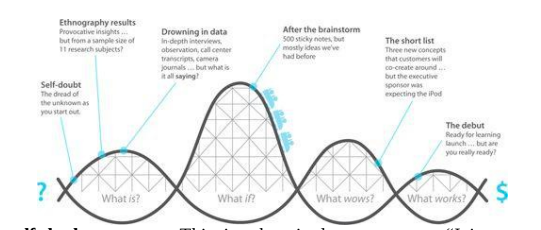 Ethnography results
Provocative insights ...
but from a sample size of
11 research subjects?
Drowning in data
In-depth interviews,
observation, call center
transcripts, camera
journals ... but what is
it all saying?
After the brainstorm
500 sticky notes, but
mostly ideas we've
had before
The short list
Three new concepts
that customers will
co-create around ...
but the executive
sponsor was
expecting the iPod
Self-doubt
The dread of
the unknown as
you start out.
The debut
Ready for learning
launch ... but are
you really ready?
?
What is?
What if?
What wows?
What works?
$